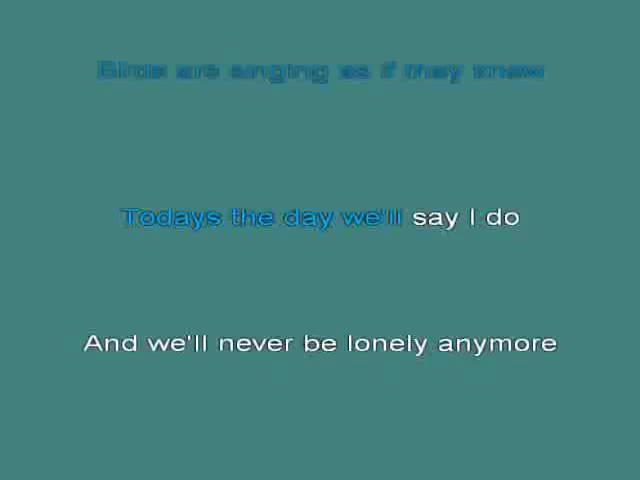 Birds are singing as if they knew
Todays the day we'll say I do
And we'll never be lonely anymore